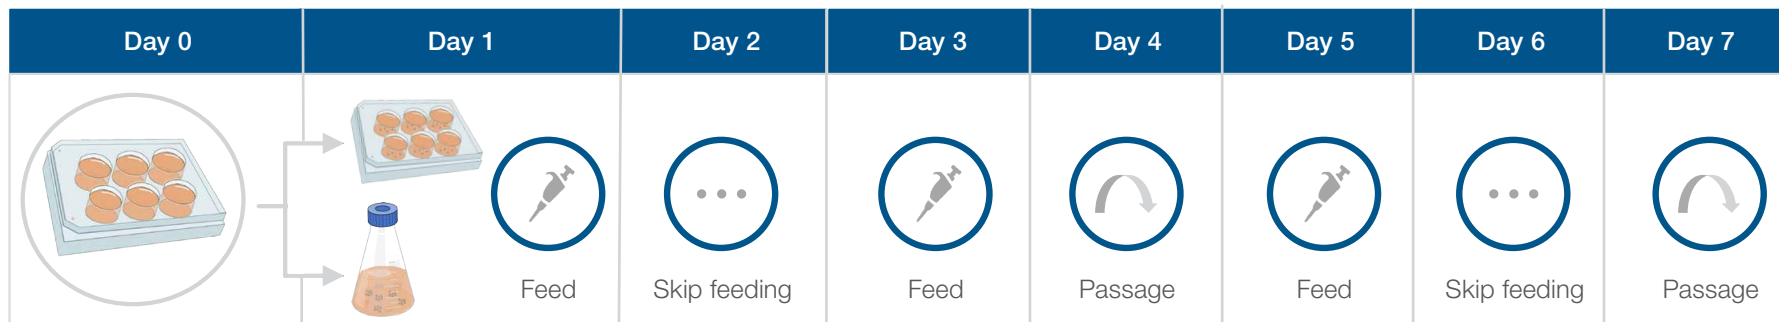 Day 0
Day 1
Day 2
Day 3
Day 4
Day 5
Day 6
Day 7
Feed
Skip feeding
Feed
Passage
Feed
Skip feeding
Passage